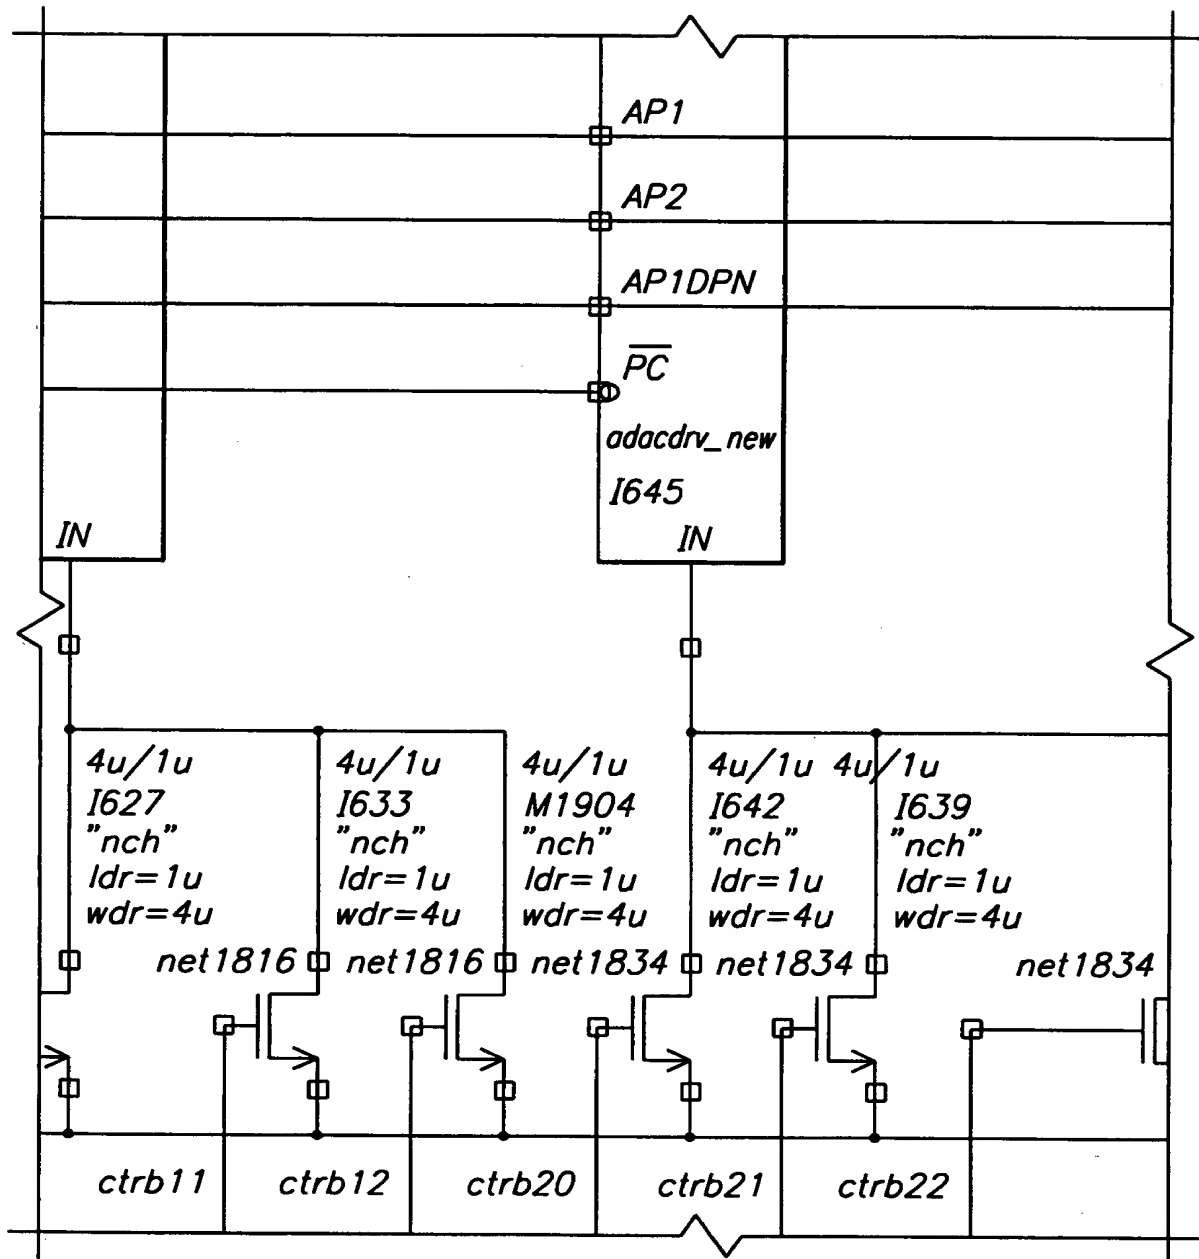 AP1
AP2
AP1DPN
PC
adacdrv_new
I645
IN IN
4u/1u 4u/1u 4u/1u 4u/1u 4u/1u
I627 I633 M1904 I642 I639
"nch" "nch" "nch" "nch" "nch"
ldr=1u ldr=1u ldr=1u ldr=1u ldr=1u
wdr=4u wdr=4u wdr=4u wdr=4u wdr=4u
net1816 net1816 net1834 net1834 net1834
ctrb11 ctrb12 ctrb20 ctrb21 ctrb22